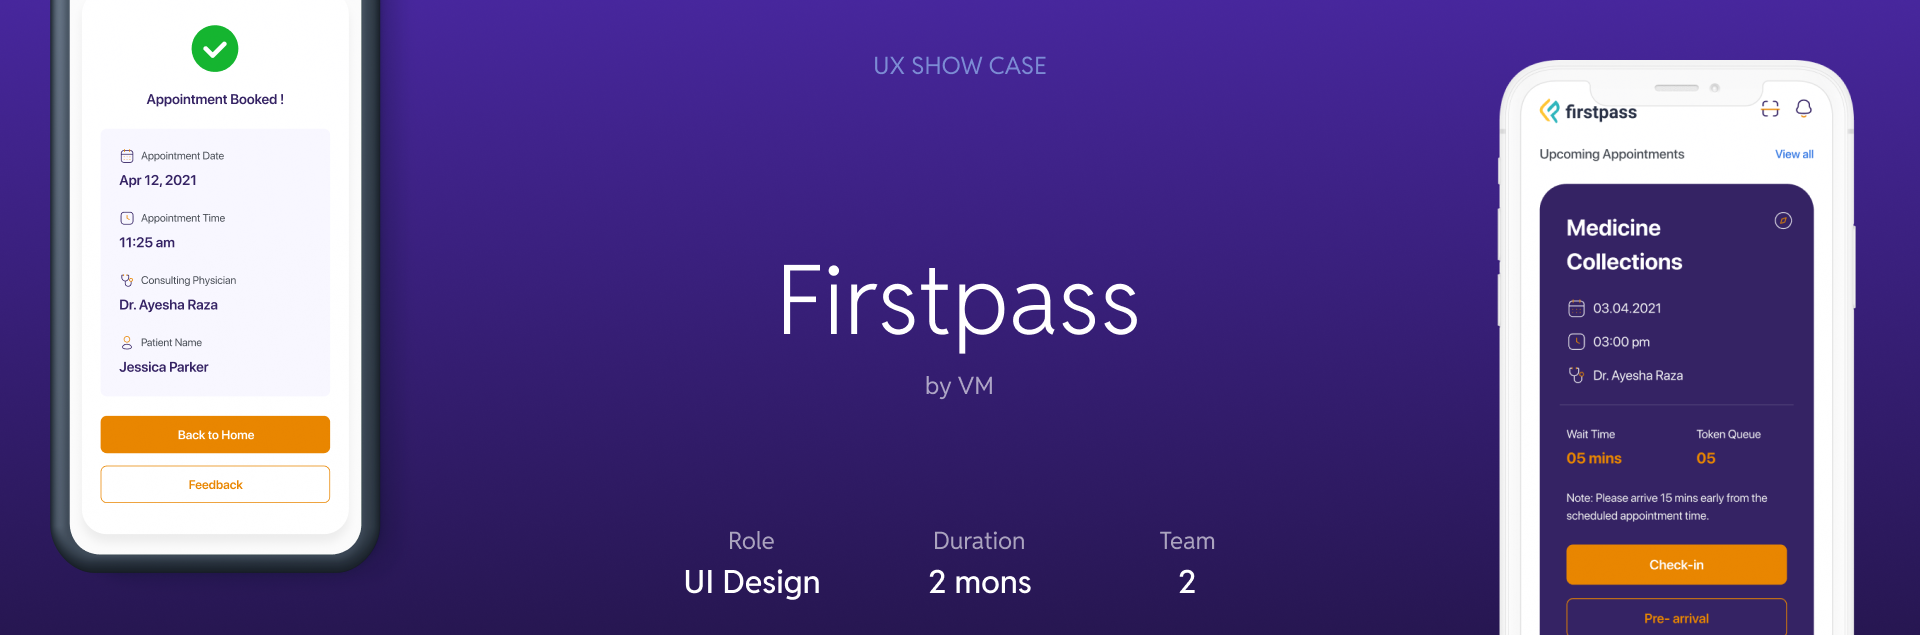 Appointment Booked !
Appointment Date
Apr 12, 2021
Appointment Time
11:25 am
Consulting Physician
Dr. Ayesha Raza
Patient Name
Jessica Parker
Back to Home
Feedback
UX SHOW CASE
Firstpass
by VM
Role
UI Design
Duration
2 mons
Team
2
firstpass
Upcoming Appointments
View all
Medicine
Collections
03.04.2021
03:00 pm
Dr. Ayesha Raza
Wait Time
05 mins
Token Queue
05
Note: Please arrive 15 mins early from the
scheduled appointment time.
Check-in
Pre- arrival